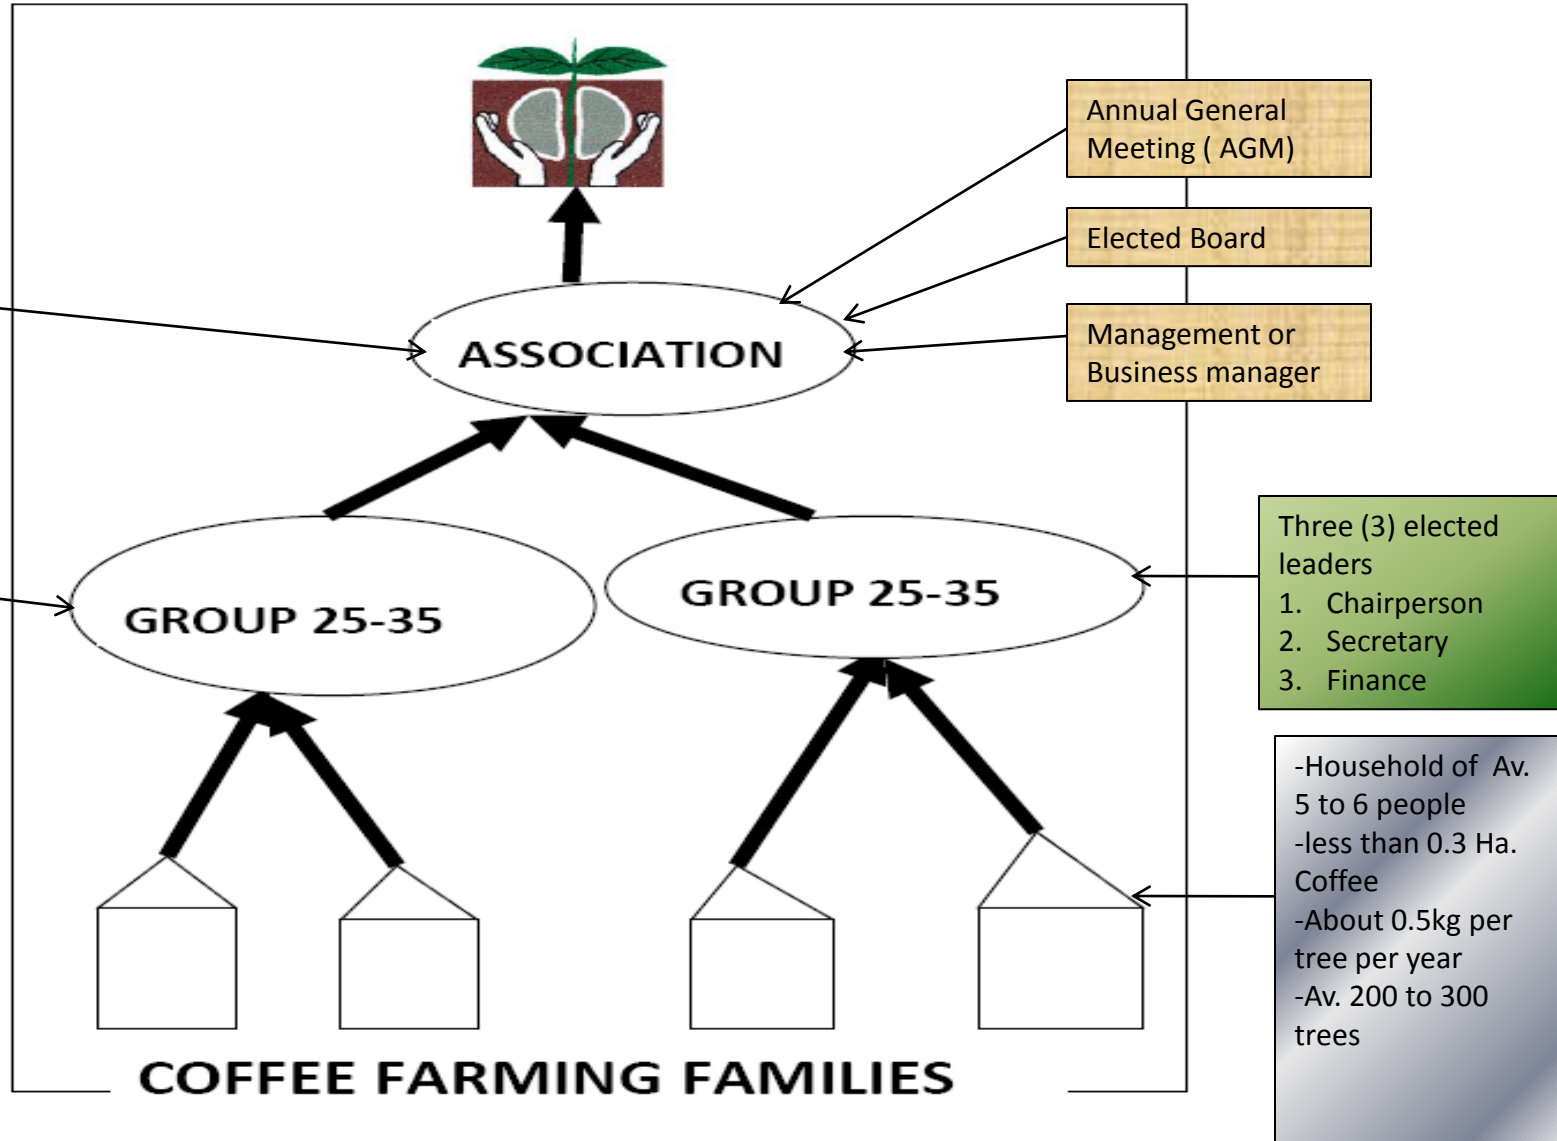 Annual General
Meeting ( AGM)
Elected Board
Management or
Business manager
ASSOCIATION
GROUP 25-35
GROUP 25-35
Three (3) elected
leaders
1. Chairperson
2. Secretary
3. Finance
-Household of Av.
5 to 6 people
-less than 0.3 Ha.
Coffee
-About 0.5kg per
tree per year
-Av. 200 to 300
trees
COFFEE FARMING FAMILIES